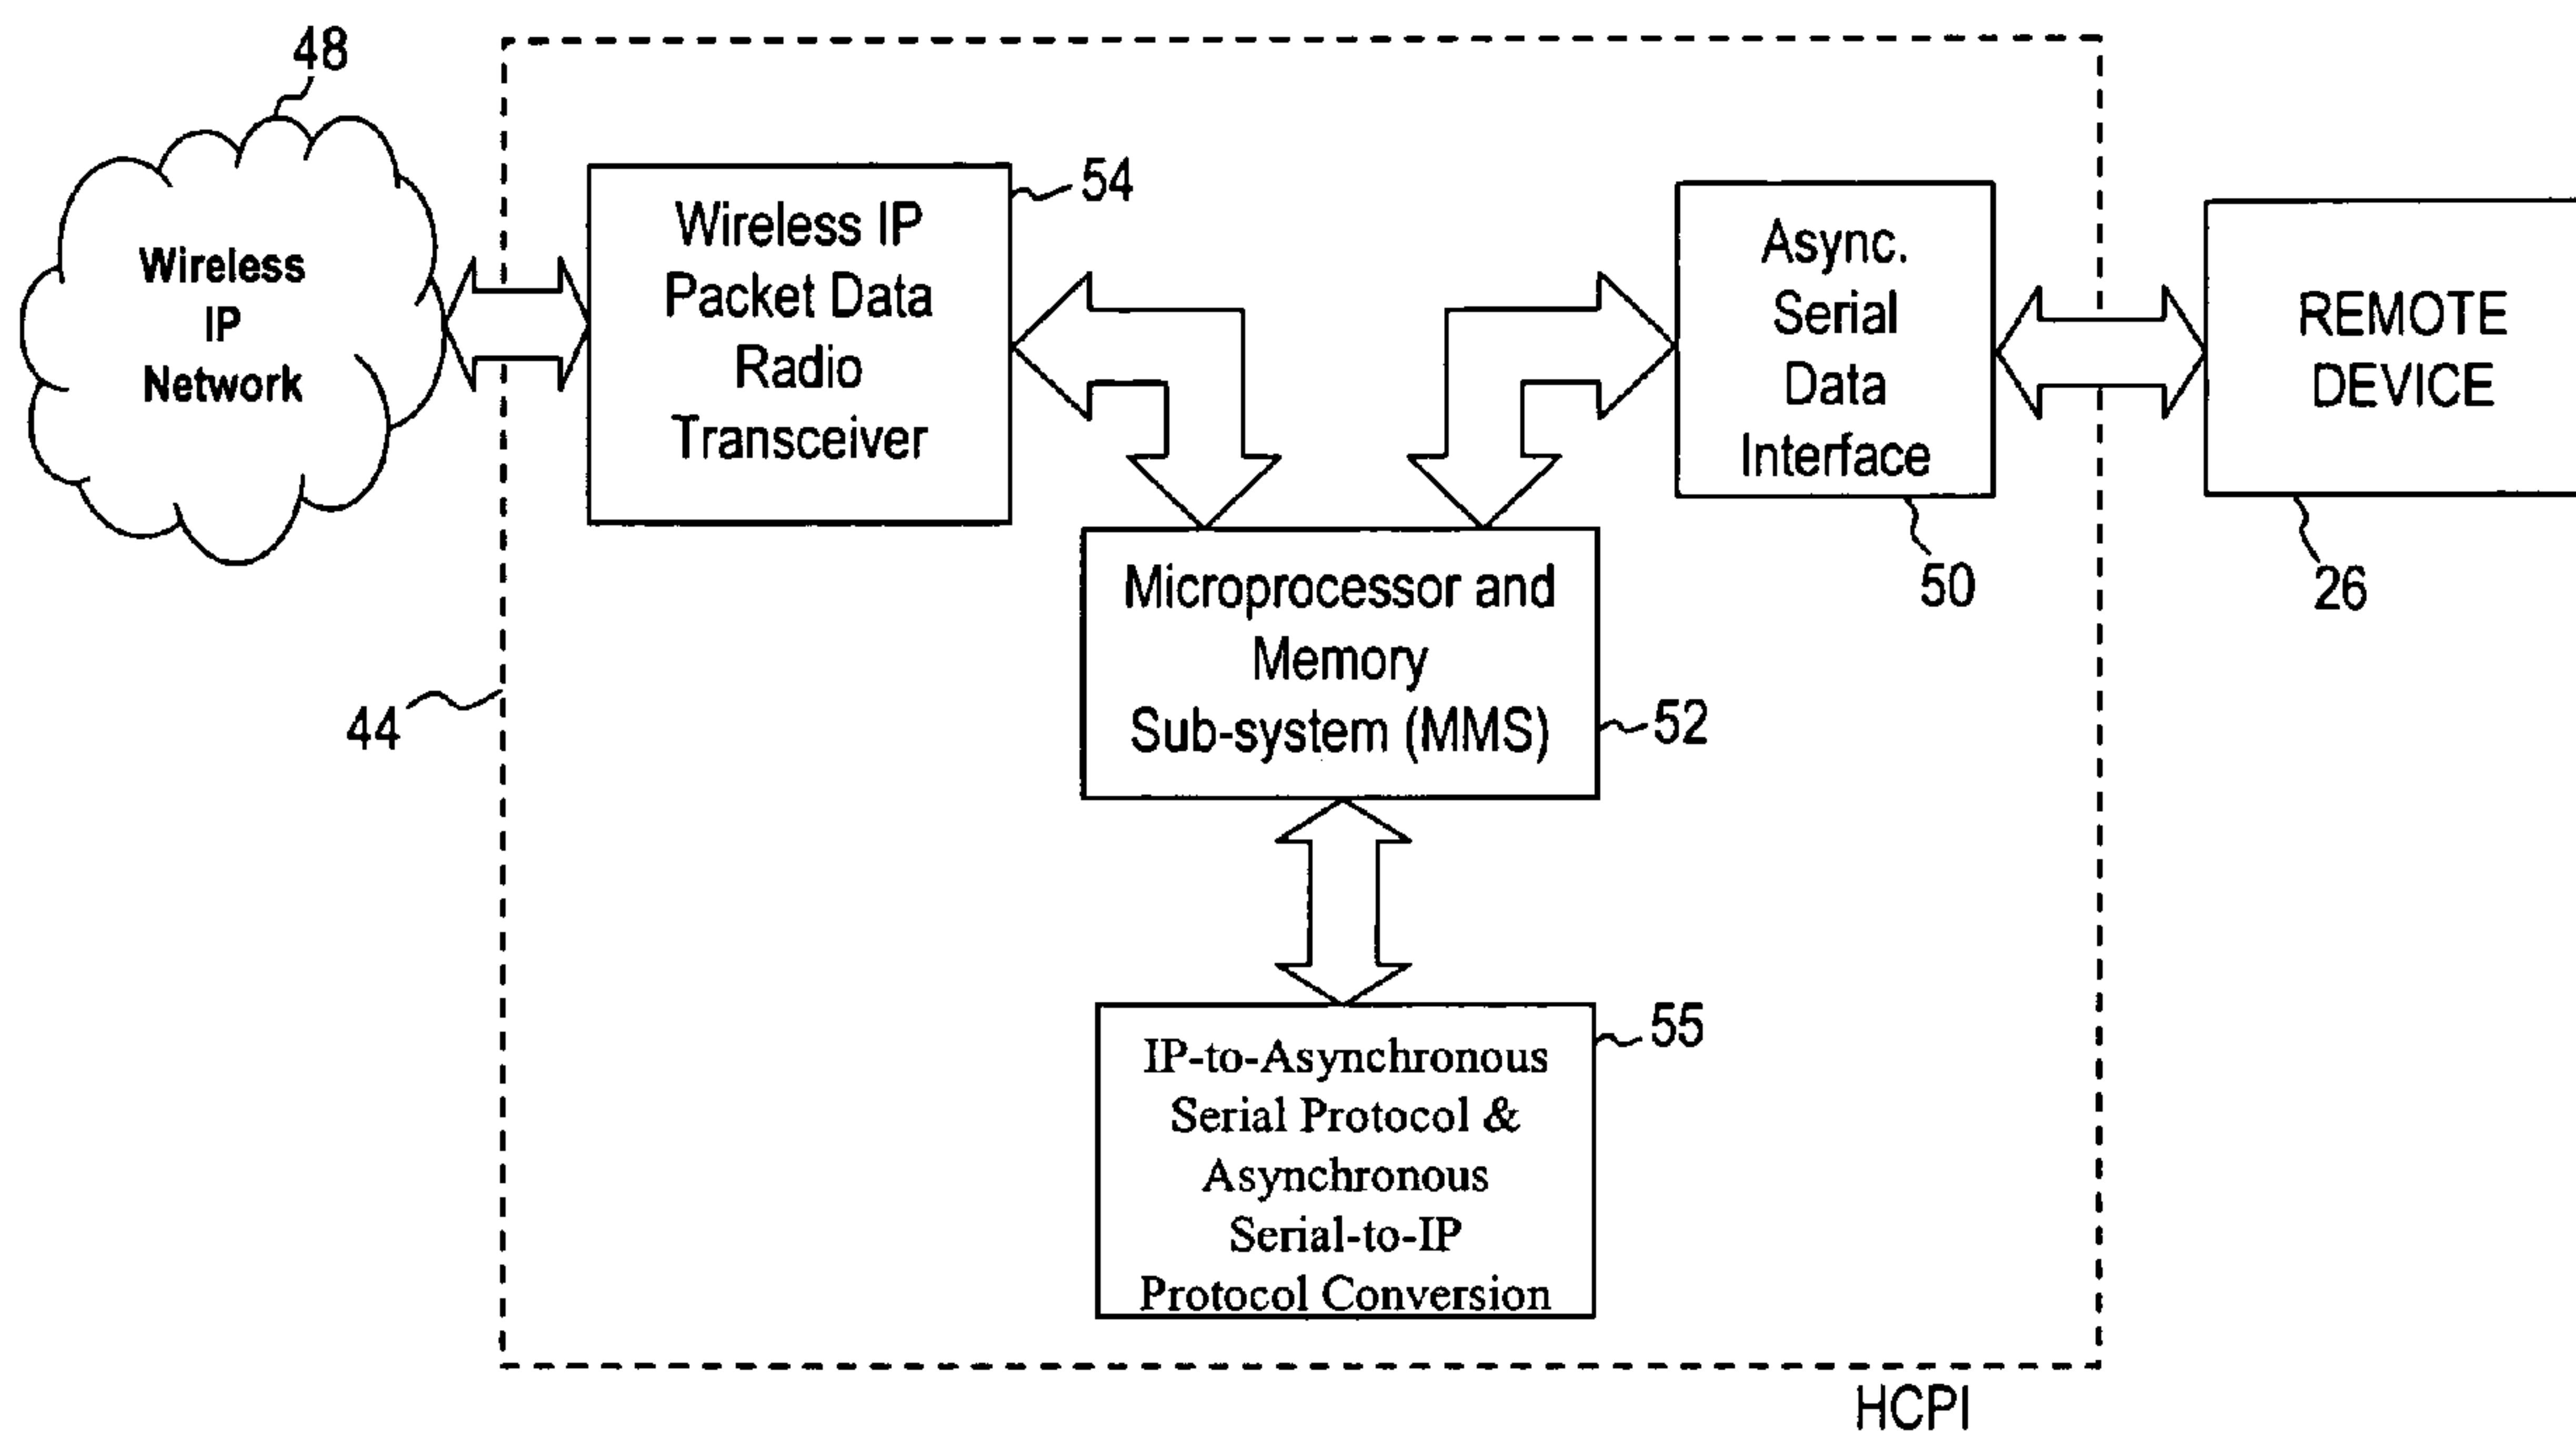 48
Wireless
IP
Network
54
Wireless IP
Packet Data
Radio
Transceiver
Async.
Serial
Data
Interface
50
REMOTE
DEVICE
26
44
Microprocessor and
Memory
Sub-system (MMS)
52
55
IP-to-Asynchronous
Serial Protocol &
Asynchronous
Serial-to-IP
Protocol Conversion
HCPI